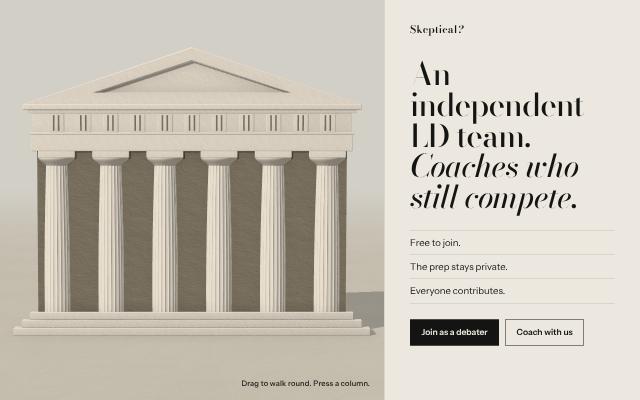 Skeptical?
An
independent
LD team.
Coaches who
still compete.
Free to join.
The prep stays private.
Everyone contributes.
Join as a debater
Coach with us
Drag to walk round. Press a column.